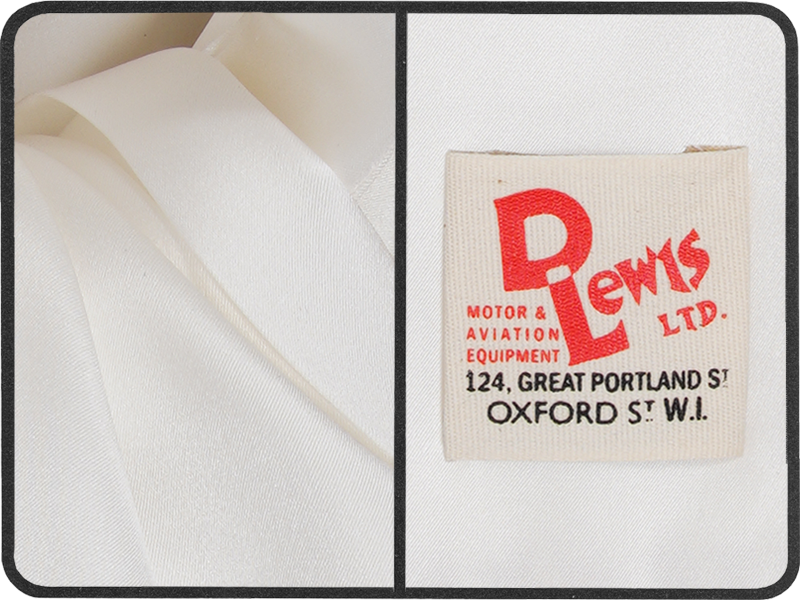 D Lewis
LTD.
MOTOR &
AVIATION
EQUIPMENT
124, GREAT PORTLAND ST
OXFORD ST W.I.